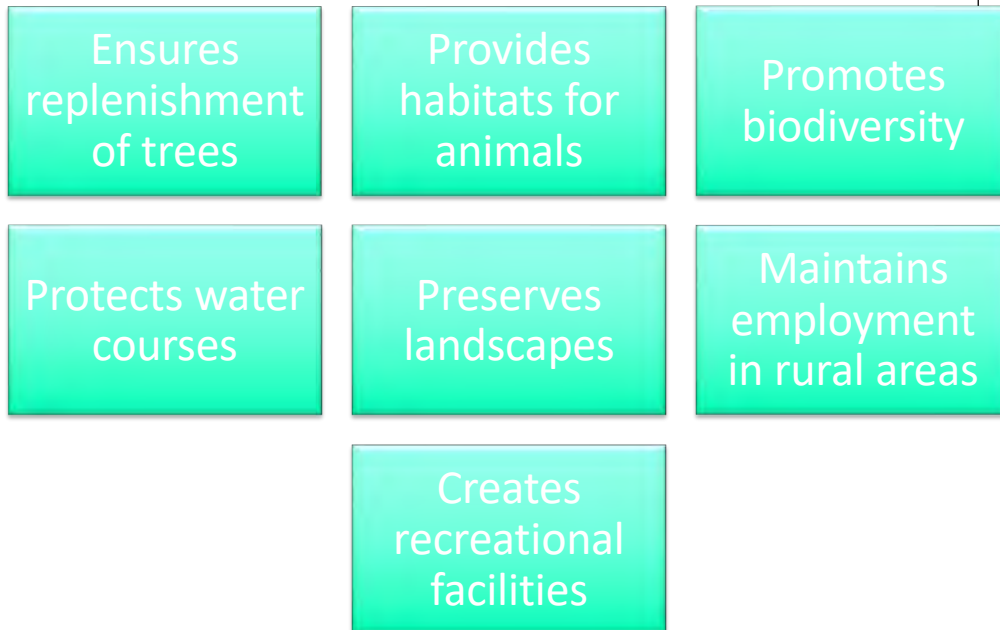 Ensures
replenishment
of trees
Provides
habitats for
animals
Promotes
biodiversity
Protects water
courses
Preserves
landscapes
Maintains
employment
in rural areas
Creates
recreational
facilities